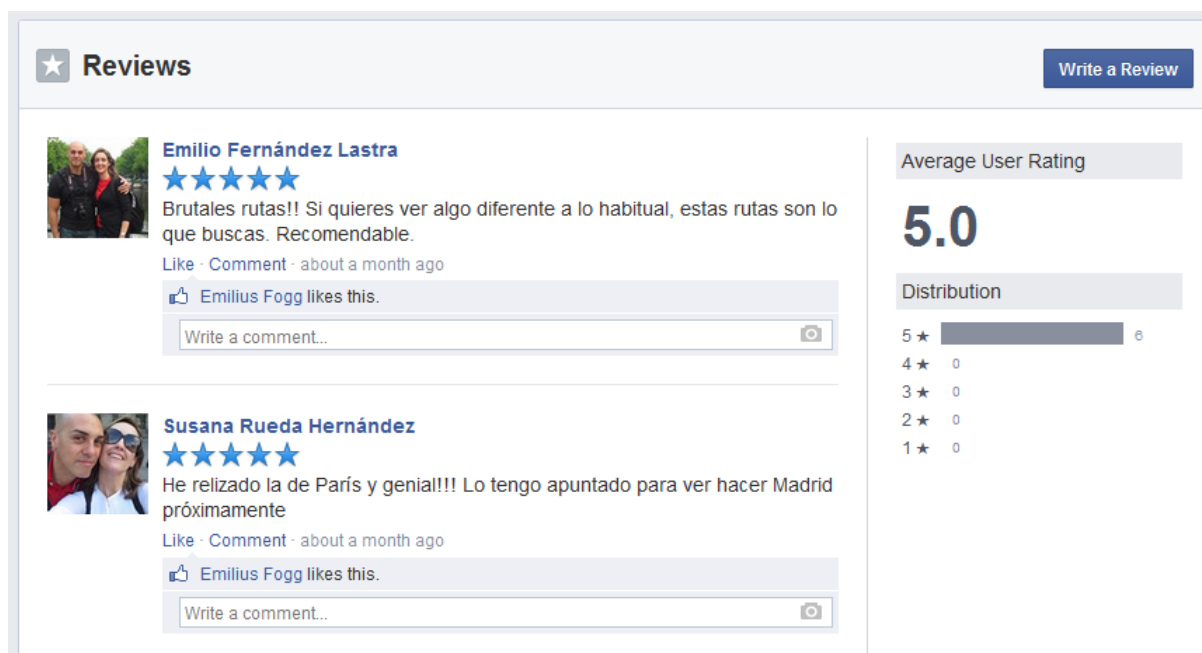 Reviews
Write a Review
Emilio Fernández Lastra
Brutales rutas!! Si quieres ver algo diferente a lo habitual, estas rutas son lo
que buscas. Recomendable.
Like · Comment · about a month ago
Emilius Fogg likes this.
Write a comment...
Susana Rueda Hernández
He relizado la de París y genial!!! Lo tengo apuntado para ver hacer Madrid
próximamente
Like · Comment · about a month ago
Emilius Fogg likes this.
Write a comment...
Average User Rating
5.0
Distribution
5 ★ 6
4 ★ 0
3 ★ 0
2 ★ 0
1 ★ 0